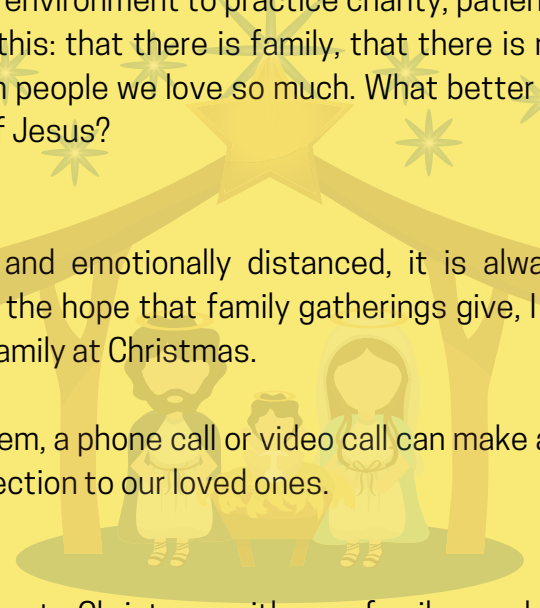 environment to practice charity, patien
this: that there is family, that there is
people we love so much. What better
f Jesus?
and emotionally distanced, it is alwa
the hope that family gatherings give, I
amily at Christmas.
em, a phone call or video call can make a
ection to our loved ones.